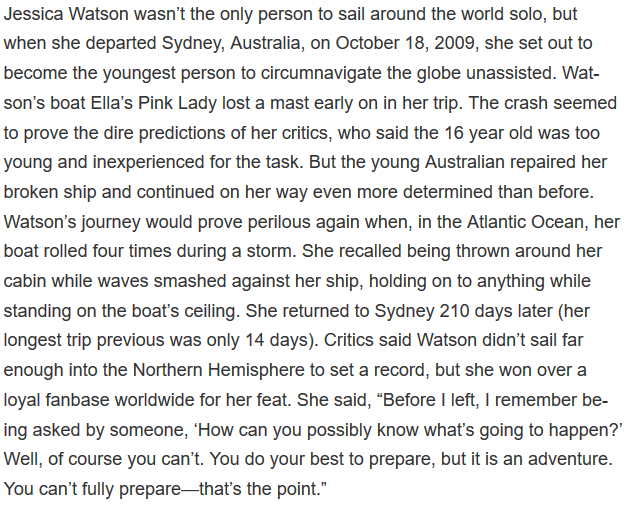 Jessica Watson wasn’t the only person to sail around the world solo, but
when she departed Sydney, Australia, on October 18, 2009, she set out to
become the youngest person to circumnavigate the globe unassisted. Wat-
son’s boat Ella’s Pink Lady lost a mast early on in her trip. The crash seemed
to prove the dire predictions of her critics, who said the 16 year old was too
young and inexperienced for the task. But the young Australian repaired her
broken ship and continued on her way even more determined than before.
Watson’s journey would prove perilous again when, in the Atlantic Ocean, her
boat rolled four times during a storm. She recalled being thrown around her
cabin while waves smashed against her ship, holding on to anything while
standing on the boat’s ceiling. She returned to Sydney 210 days later (her
longest trip previous was only 14 days). Critics said Watson didn’t sail far
enough into the Northern Hemisphere to set a record, but she won over a
loyal fanbase worldwide for her feat. She said, “Before I left, I remember be-
ing asked by someone, ‘How can you possibly know what’s going to happen?’
Well, of course you can’t. You do your best to prepare, but it is an adventure.
You can’t fully prepare—that’s the point.”